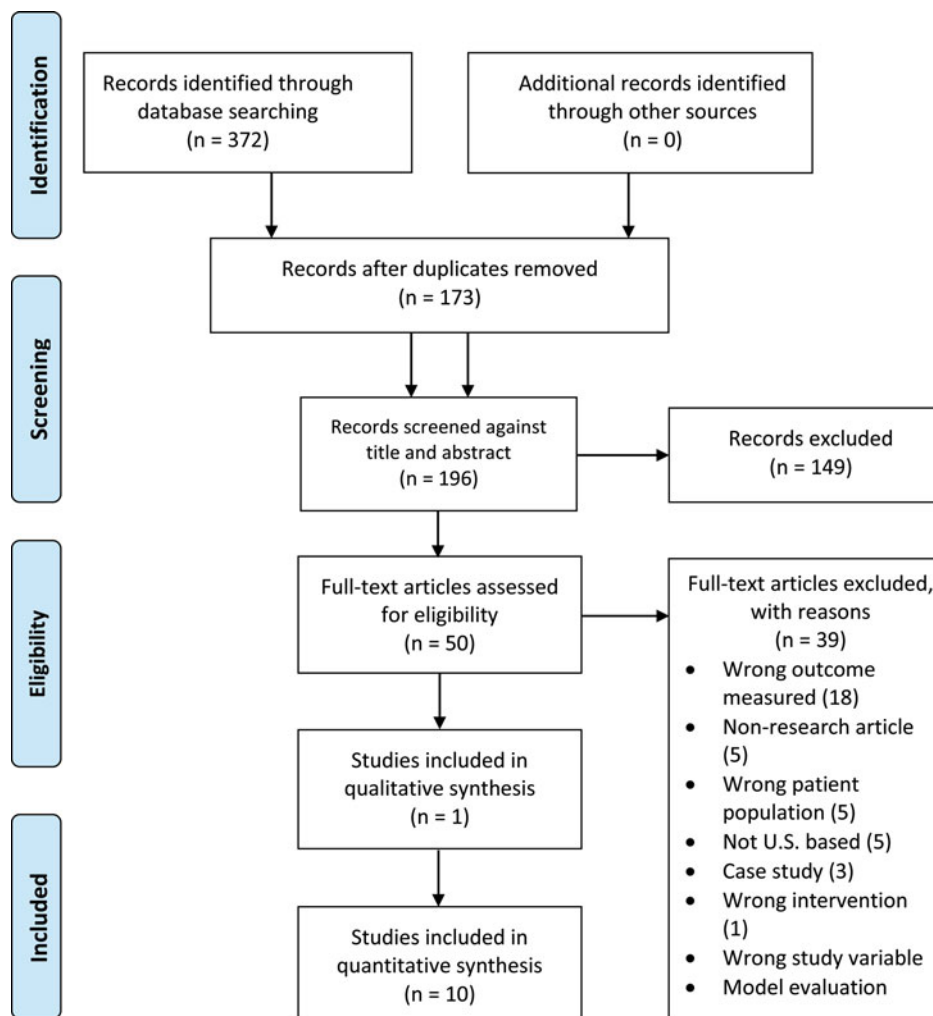 Identification
Records identified through
database searching
(n = 372)
Additional records identified
through other sources
(n = 0)
Records after duplicates removed
(n = 173)
Screening
Records screened against
title and abstract
(n = 196)
Records excluded
(n = 149)
Eligibility
Full-text articles assessed
for eligibility
(n = 50)
Full-text articles excluded,
with reasons
(n = 39)
• Wrong outcome
measured (18)
• Non-research article
(5)
• Wrong patient
population (5)
• Not U.S. based (5)
• Case study (3)
• Wrong intervention
(1)
• Wrong study variable
• Model evaluation
Studies included in
qualitative synthesis
(n = 1)
Included
Studies included in
quantitative synthesis
(n = 10)